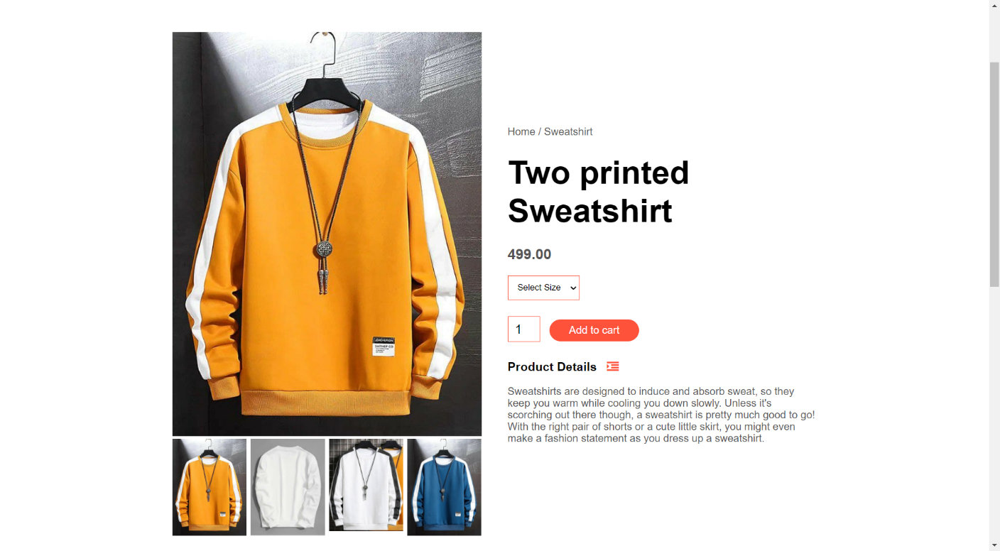 Home / Sweatshirt
Two printed
Sweatshirt
499.00
Select Size
1
Add to cart
Product Details
Sweatshirts are designed to induce and absorb sweat, so they
keep you warm while cooling you down slowly. Unless it's
scorching out there though, a sweatshirt is pretty much good to go!
With the right pair of shorts or a cute little skirt, you might even
make a fashion statement as you dress up a sweatshirt.